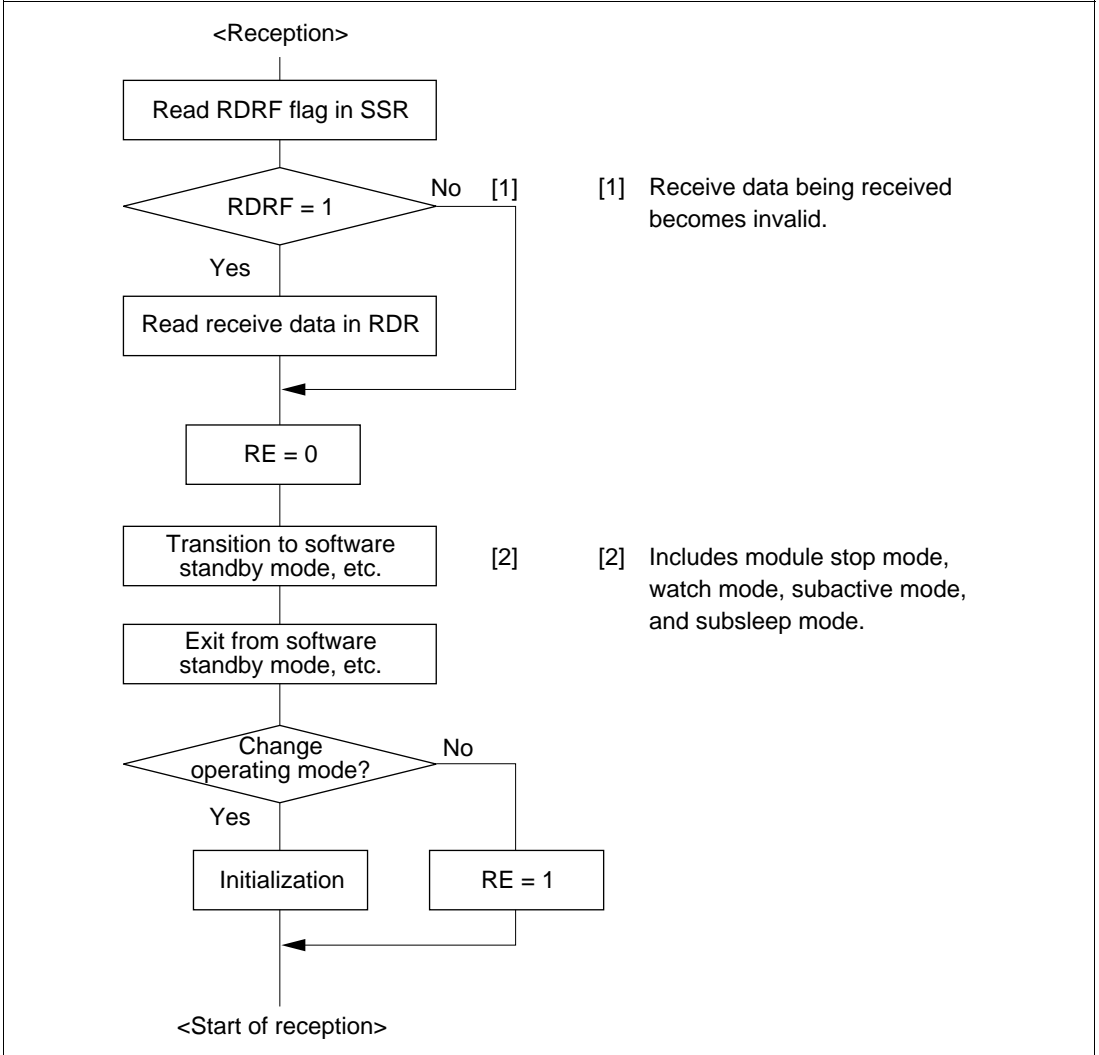 <Reception>
Read RDRF flag in SSR
RDRF = 1
No [1]
[1] Receive data being received
becomes invalid.
Yes
Read receive data in RDR
RE = 0
Transition to software
standby mode, etc.
[2]
[2] Includes module stop mode,
watch mode, subactive mode,
and subsleep mode.
Exit from software
standby mode, etc.
Change
operating mode?
No
Yes
Initialization
RE = 1
<Start of reception>